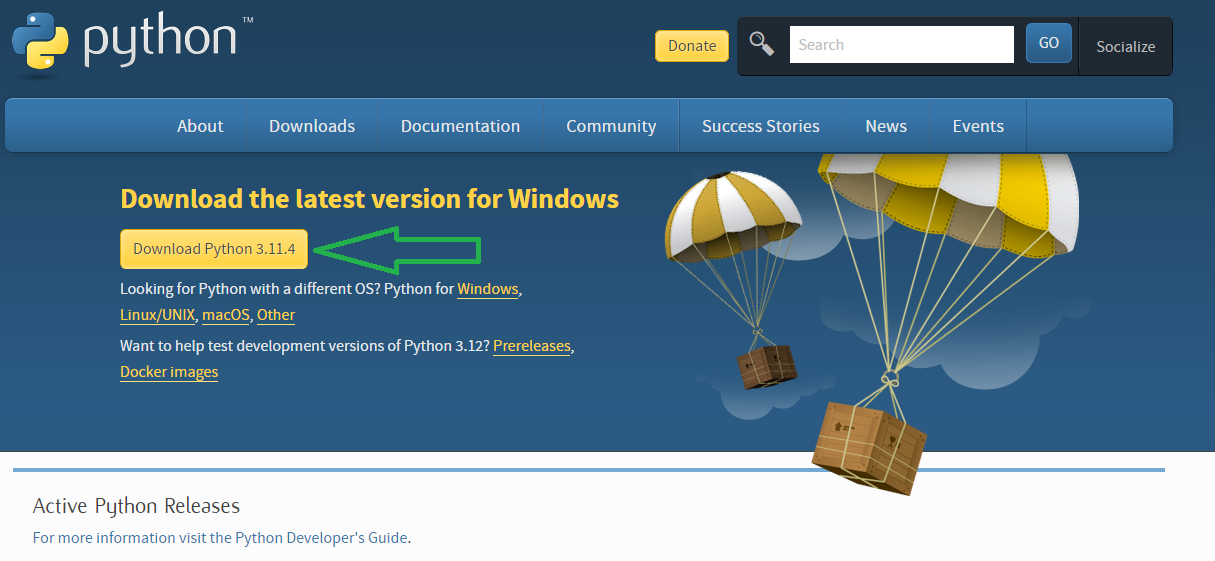 python™
Donate
Search
GO
Socialize
About Downloads Documentation Community Success Stories News Events
Download the latest version for Windows
Download Python 3.11.4
Looking for Python with a different OS? Python for Windows,
Linux/UNIX, macOS, Other
Want to help test development versions of Python 3.12? Prereleases,
Docker images
Active Python Releases
For more information visit the Python Developer's Guide.